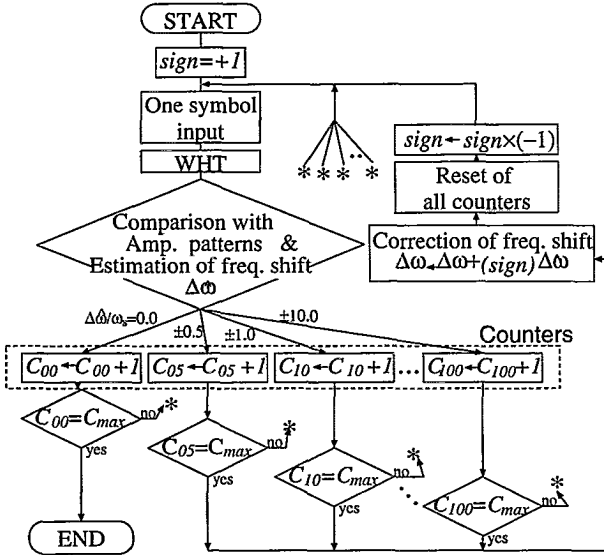 START
sign=+1
One symbol
input
WHT
* * * ·· *
sign←sign×(−1)
Reset of
all counters
Correction of freq. shift
Δω←Δω+(sign) Δω̂
Comparison with
Amp. patterns &
Estimation of freq. shift
Δω̂
Δω̂/ωs=0.0
±0.5
±1.0
±10.0
Counters
C00←C00+1
C05←C05+1
C10←C10+1
...
C100←C100+1
C00=Cmax
no
*
yes
C05=Cmax
no
*
yes
C10=Cmax
no
*
yes
C100=Cmax
no
*
yes
END